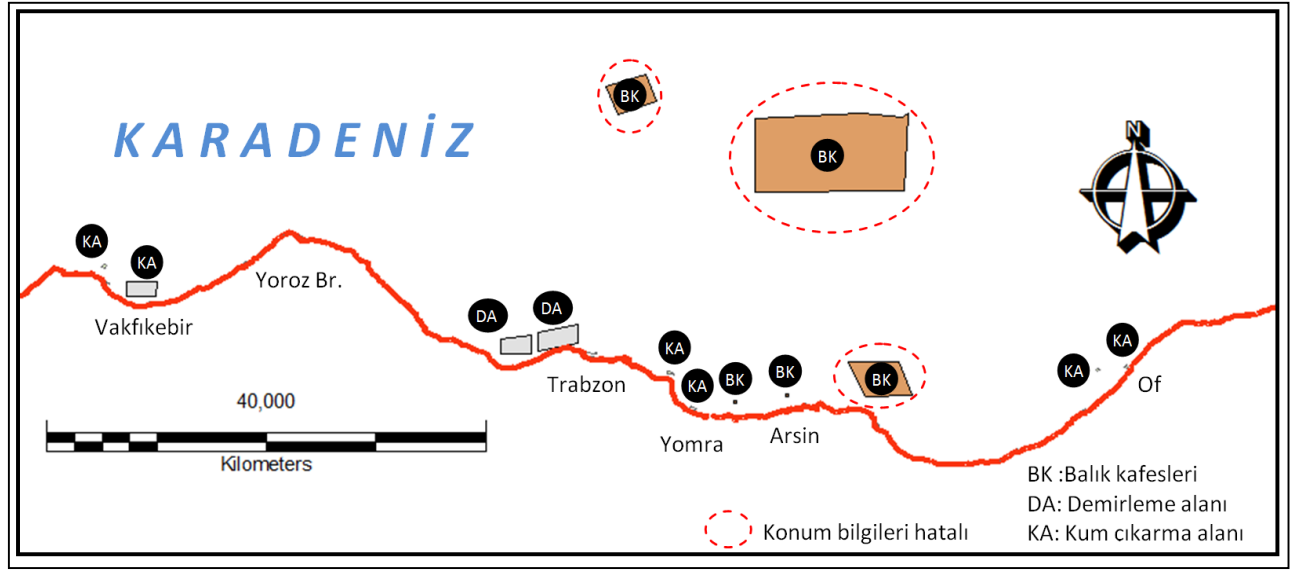 BK
KARADENİZ
N
BK
KA
KA
Yoroz Br.
Vakfıkebir
DA
DA
KA
KA
BK
BK
BK
KA
KA
Trabzon
Of
40,000
Yomra
Arsin
Kilometers
BK :Balık kafesleri
DA: Demirleme alanı
Konum bilgileri hatalı
KA: Kum cıkarma alanı